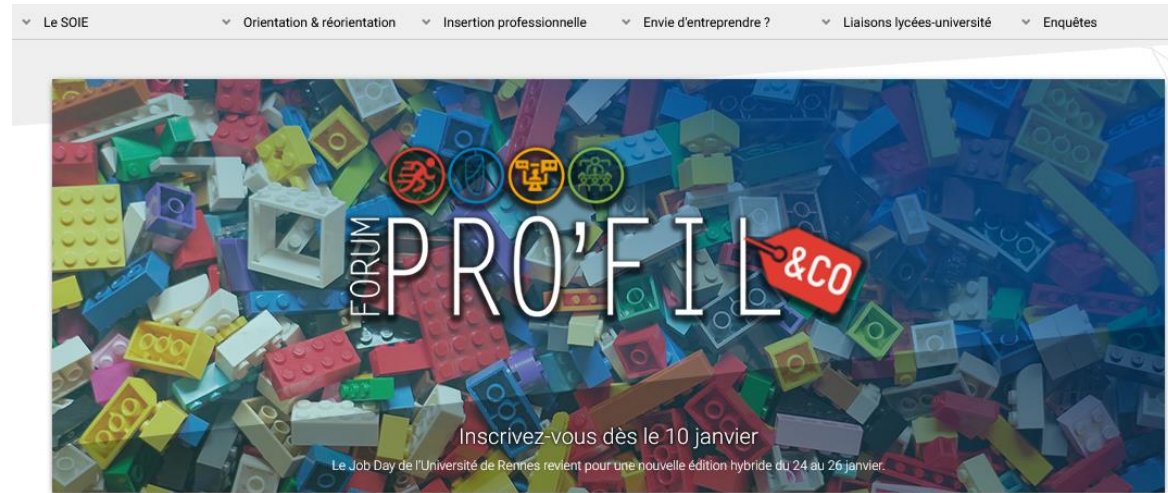 Le SOIE Orientation & réorientation Insertion professionnelle Envie d'entreprendre ? Liaisons lycées-université Enquêtes
FORUM PRO'FIL &CO
Inscrivez-vous dès le 10 janvier
Le Job Day de l'Université de Rennes revient pour une nouvelle édition hybride du 24 au 26 janvier.